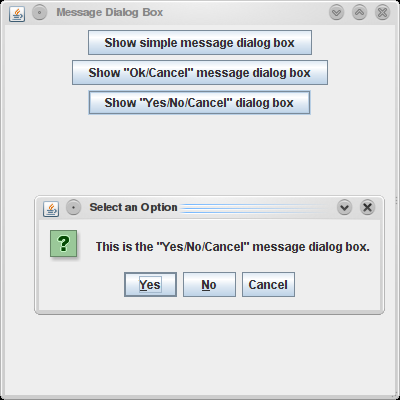 Message Dialog Box
Show simple message dialog box
Show "Ok/Cancel" message dialog box
Show "Yes/No/Cancel" dialog box
Select an Option
?
This is the "Yes/No/Cancel" message dialog box.
Yes No Cancel